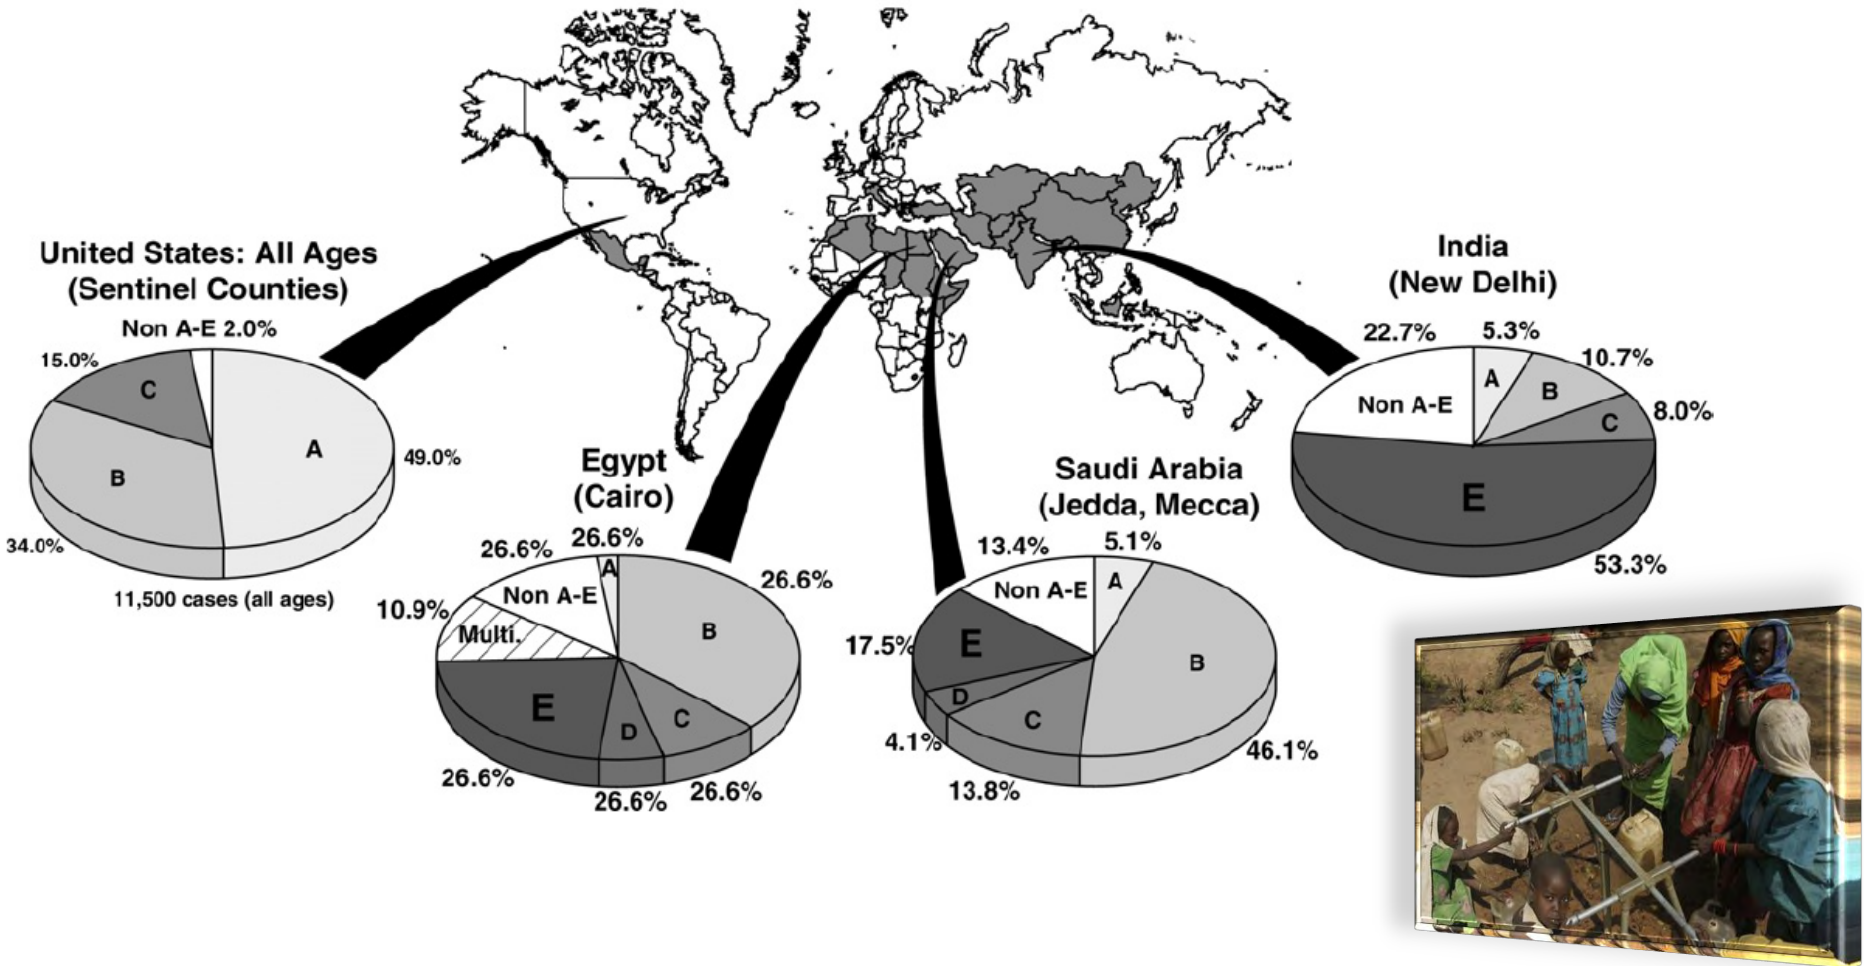 United States: All Ages
(Sentinel Counties)
Non A-E 2.0%
15.0%
C
A
49.0%
B
34.0%
11,500 cases (all ages)
Egypt
(Cairo)
26.6%
26.6%
A
26.6%
Non A-E
10.9%
Multi.
B
E
D
C
26.6%
26.6%
26.6%
Saudi Arabia
(Jedda, Mecca)
13.4%
5.1%
Non A-E
A
17.5%
E
B
D
C
4.1%
46.1%
13.8%
India
(New Delhi)
22.7%
5.3%
10.7%
A
B
Non A-E
C
8.0%
E
53.3%